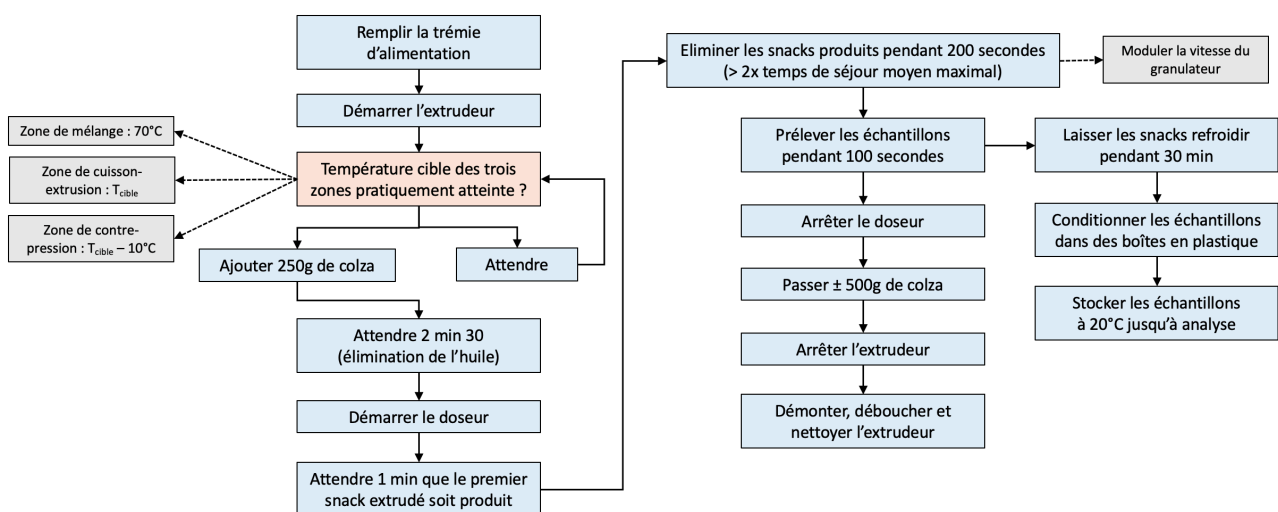 Remplir la trémie
d'alimentation
Démarrer l'extrudeur
Température cible des trois
zones pratiquement atteinte ?
Zone de mélange : 70°C
Zone de cuisson-
extrusion : Tcible
Zone de contre-
pression : Tcible – 10°C
Ajouter 250g de colza
Attendre
Attendre 2 min 30
(élimination de l'huile)
Démarrer le doseur
Attendre 1 min que le premier
snack extrudé soit produit
Eliminer les snacks produits pendant 200 secondes
(> 2x temps de séjour moyen maximal)
Moduler la vitesse du
granulateur
Prélever les échantillons
pendant 100 secondes
Arrêter le doseur
Passer ± 500g de colza
Arrêter l'extrudeur
Démonter, déboucher et
nettoyer l'extrudeur
Laisser les snacks refroidir
pendant 30 min
Conditionner les échantillons
dans des boîtes en plastique
Stocker les échantillons
à 20°C jusqu'à analyse